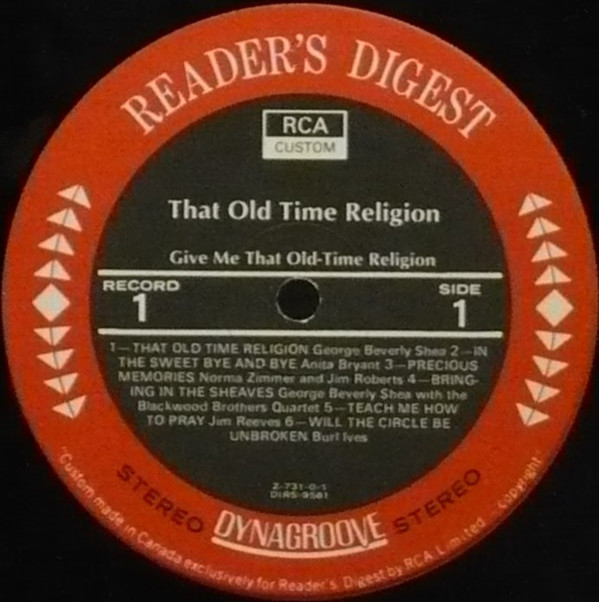 READER'S DIGEST
RCA
CUSTOM
That Old Time Religion
Give Me That Old-Time Religion
RECORD
1
SIDE
1
1—THAT OLD TIME RELIGION George Beverly Shea 2—IN
THE SWEET BYE AND BYE Anita Bryant 3—PRECIOUS
MEMORIES Norma Zimmer and Jim Roberts 4—BRING-
ING IN THE SHEAVES George Beverly Shea with the
Blackwood Brothers Quartet 5—TEACH ME HOW
TO PRAY Jim Reeves 6—WILL THE CIRCLE BE
UNBROKEN Burl Ives
Z-731-0-1
DIRS-9581
STEREO DYNAGROOVE STEREO
Custom made in Canada exclusively for Reader's Digest by RCA Limited copyright